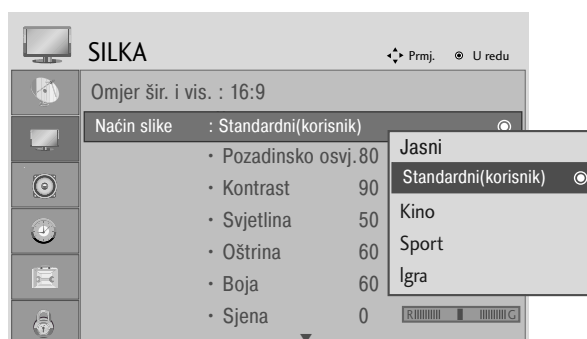 SILKA
Prmj. U redu
Omjer šir. i vis. : 16:9
Naćin slike : Standardni(korisnik)
• Pozadinsko osvj. 80
• Kontrast 90
• Svjetlina 50
• Oštrina 60
• Boja 60
• Sjena 0
R G
Jasni
Standardni(korisnik)
Kino
Sport
Igra